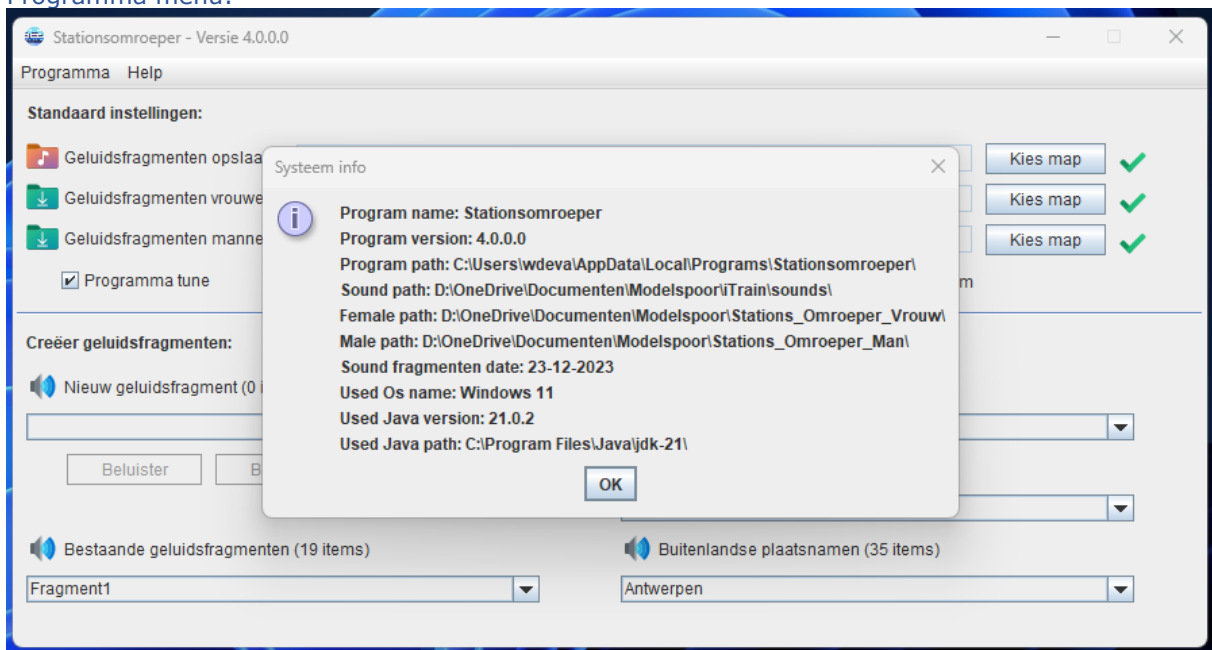 Programma menu:
Stationsomroeper - Versie 4.0.0.0
Programma Help
Standaard instellingen:
Geluidsfragmenten opslaa
Kies map
Geluidsfragmenten vrouwe
Kies map
Geluidsfragmenten manne
Kies map
Programma tune
m
Systeem info
Program name: Stationsomroeper
Program version: 4.0.0.0
Program path: C:\Users\wdeva\AppData\Local\Programs\Stationsomroeper\
Sound path: D:\OneDrive\Documenten\Modelspoor\iTrain\sounds\
Female path: D:\OneDrive\Documenten\Modelspoor\Stations_Omroeper_Vrouw\
Male path: D:\OneDrive\Documenten\Modelspoor\Stations_Omroeper_Man\
Sound fragmenten date: 23-12-2023
Used Os name: Windows 11
Used Java version: 21.0.2
Used Java path: C:\Program Files\Java\jdk-21\
OK
Creëer geluidsfragmenten:
Nieuw geluidsfragment (0 i
Beluister
B
Bestaande geluidsfragmenten (19 items)
Buitenlandse plaatsnamen (35 items)
Fragment1
Antwerpen